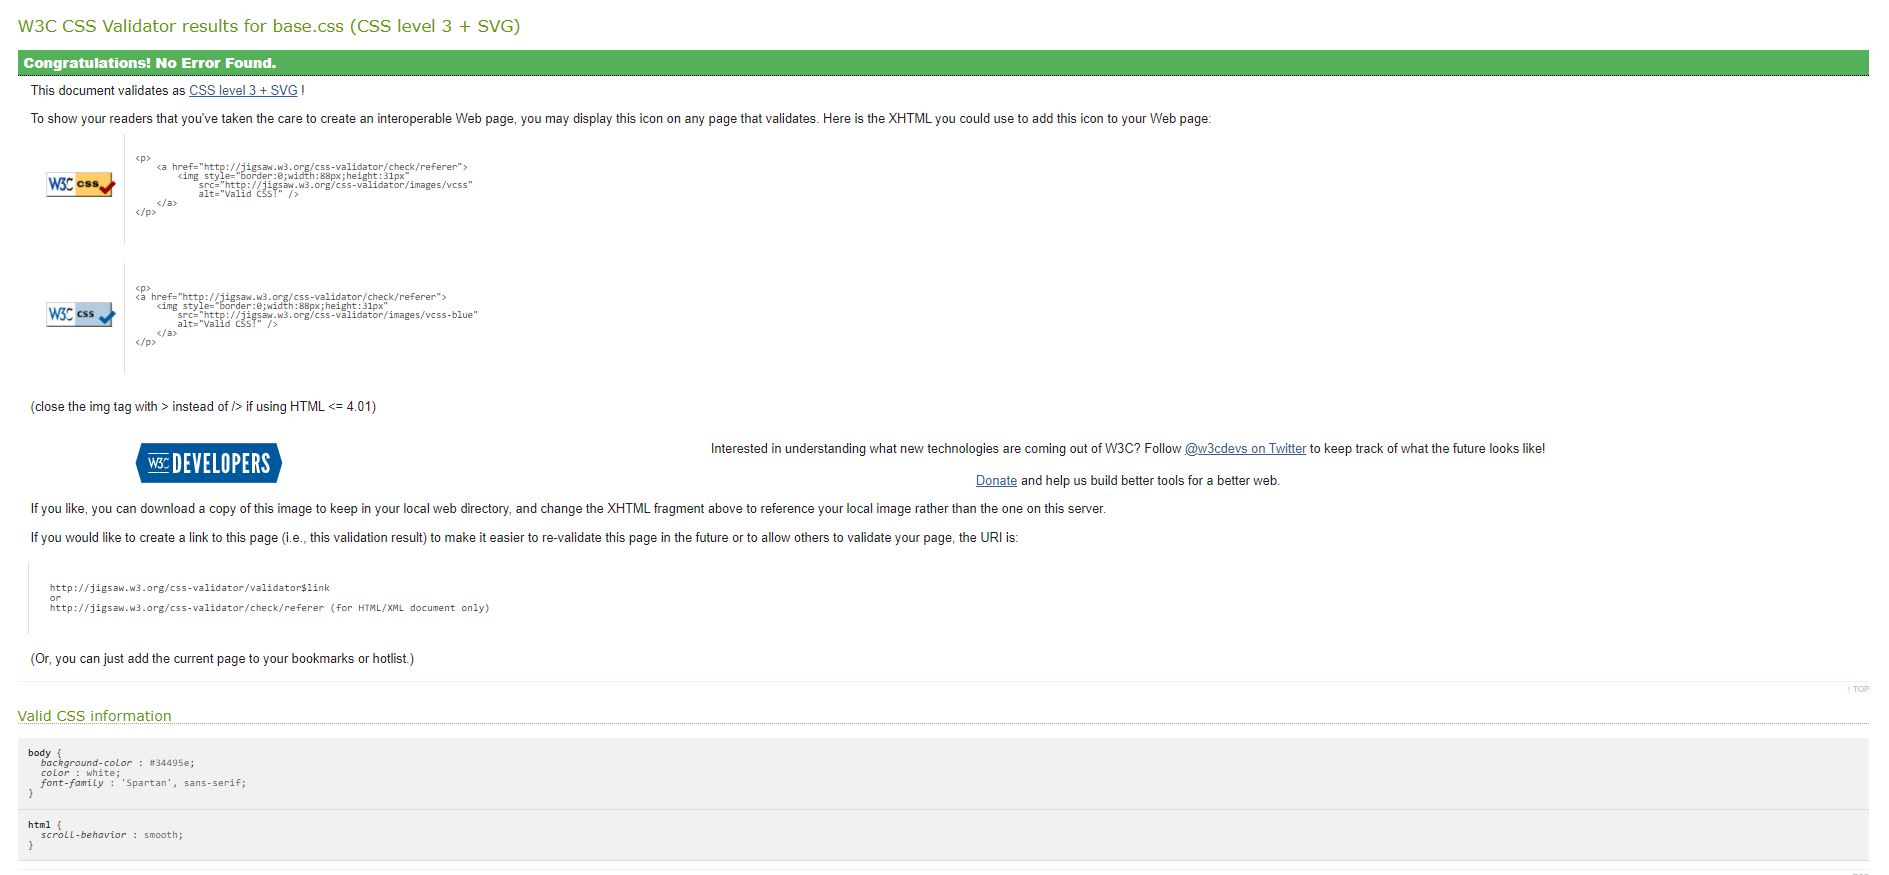 W3C CSS Validator results for base.css (CSS level 3 + SVG)
Congratulations! No Error Found.
This document validates as CSS level 3 + SVG !
To show your readers that you've taken the care to create an interoperable Web page, you may display this icon on any page that validates. Here is the XHTML you could use to add this icon to your Web page:
W3C css
<p>
<a href="http://jigsaw.w3.org/css-validator/check/referer">
<img style="border:0;width:88px;height:31px"
src="http://jigsaw.w3.org/css-validator/images/vcss"
alt="Valid CSS!" />
</a>
</p>
W3C css
<p>
<a href="http://jigsaw.w3.org/css-validator/check/referer">
<img style="border:0;width:88px;height:31px"
src="http://jigsaw.w3.org/css-validator/images/vcss-blue"
alt="Valid CSS!" />
</a>
</p>
(close the img tag with > instead of /> if using HTML <= 4.01)
W3C DEVELOPERS
Interested in understanding what new technologies are coming out of W3C? Follow @w3cdevs on Twitter to keep track of what the future looks like!
Donate and help us build better tools for a better web.
If you like, you can download a copy of this image to keep in your local web directory, and change the XHTML fragment above to reference your local image rather than the one on this server.
If you would like to create a link to this page (i.e., this validation result) to make it easier to re-validate this page in the future or to allow others to validate your page, the URI is:
http://jigsaw.w3.org/css-validator/validator$link
or
http://jigsaw.w3.org/css-validator/check/referer (for HTML/XML document only)
(Or, you can just add the current page to your bookmarks or hotlist.)
↑ TOP
Valid CSS information
body {
background-color : #34495e;
color : white;
font-family : 'Spartan', sans-serif;
}
html {
scroll-behavior : smooth;
}